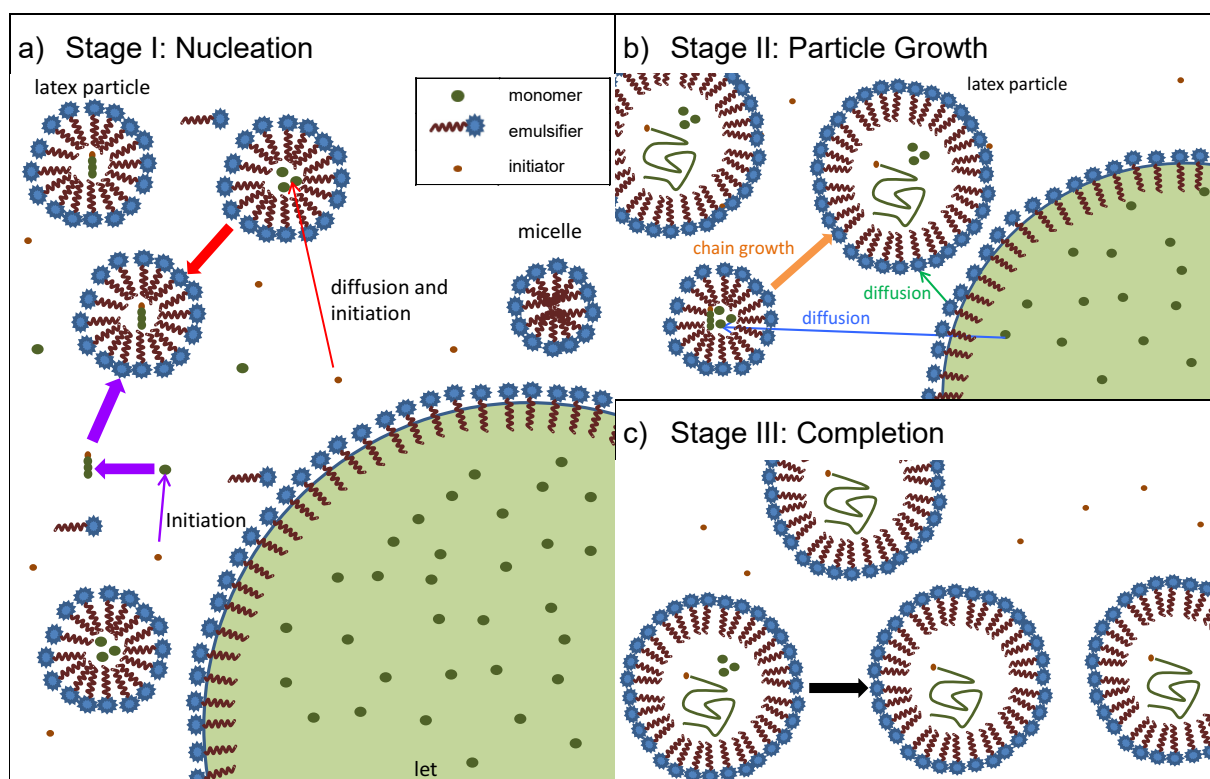 a) Stage I: Nucleation
latex particle
monomer
emulsifier
initiator
micelle
diffusion and
initiation
Initiation
let
b) Stage II: Particle Growth
latex particle
chain growth
diffusion
diffusion
c) Stage III: Completion